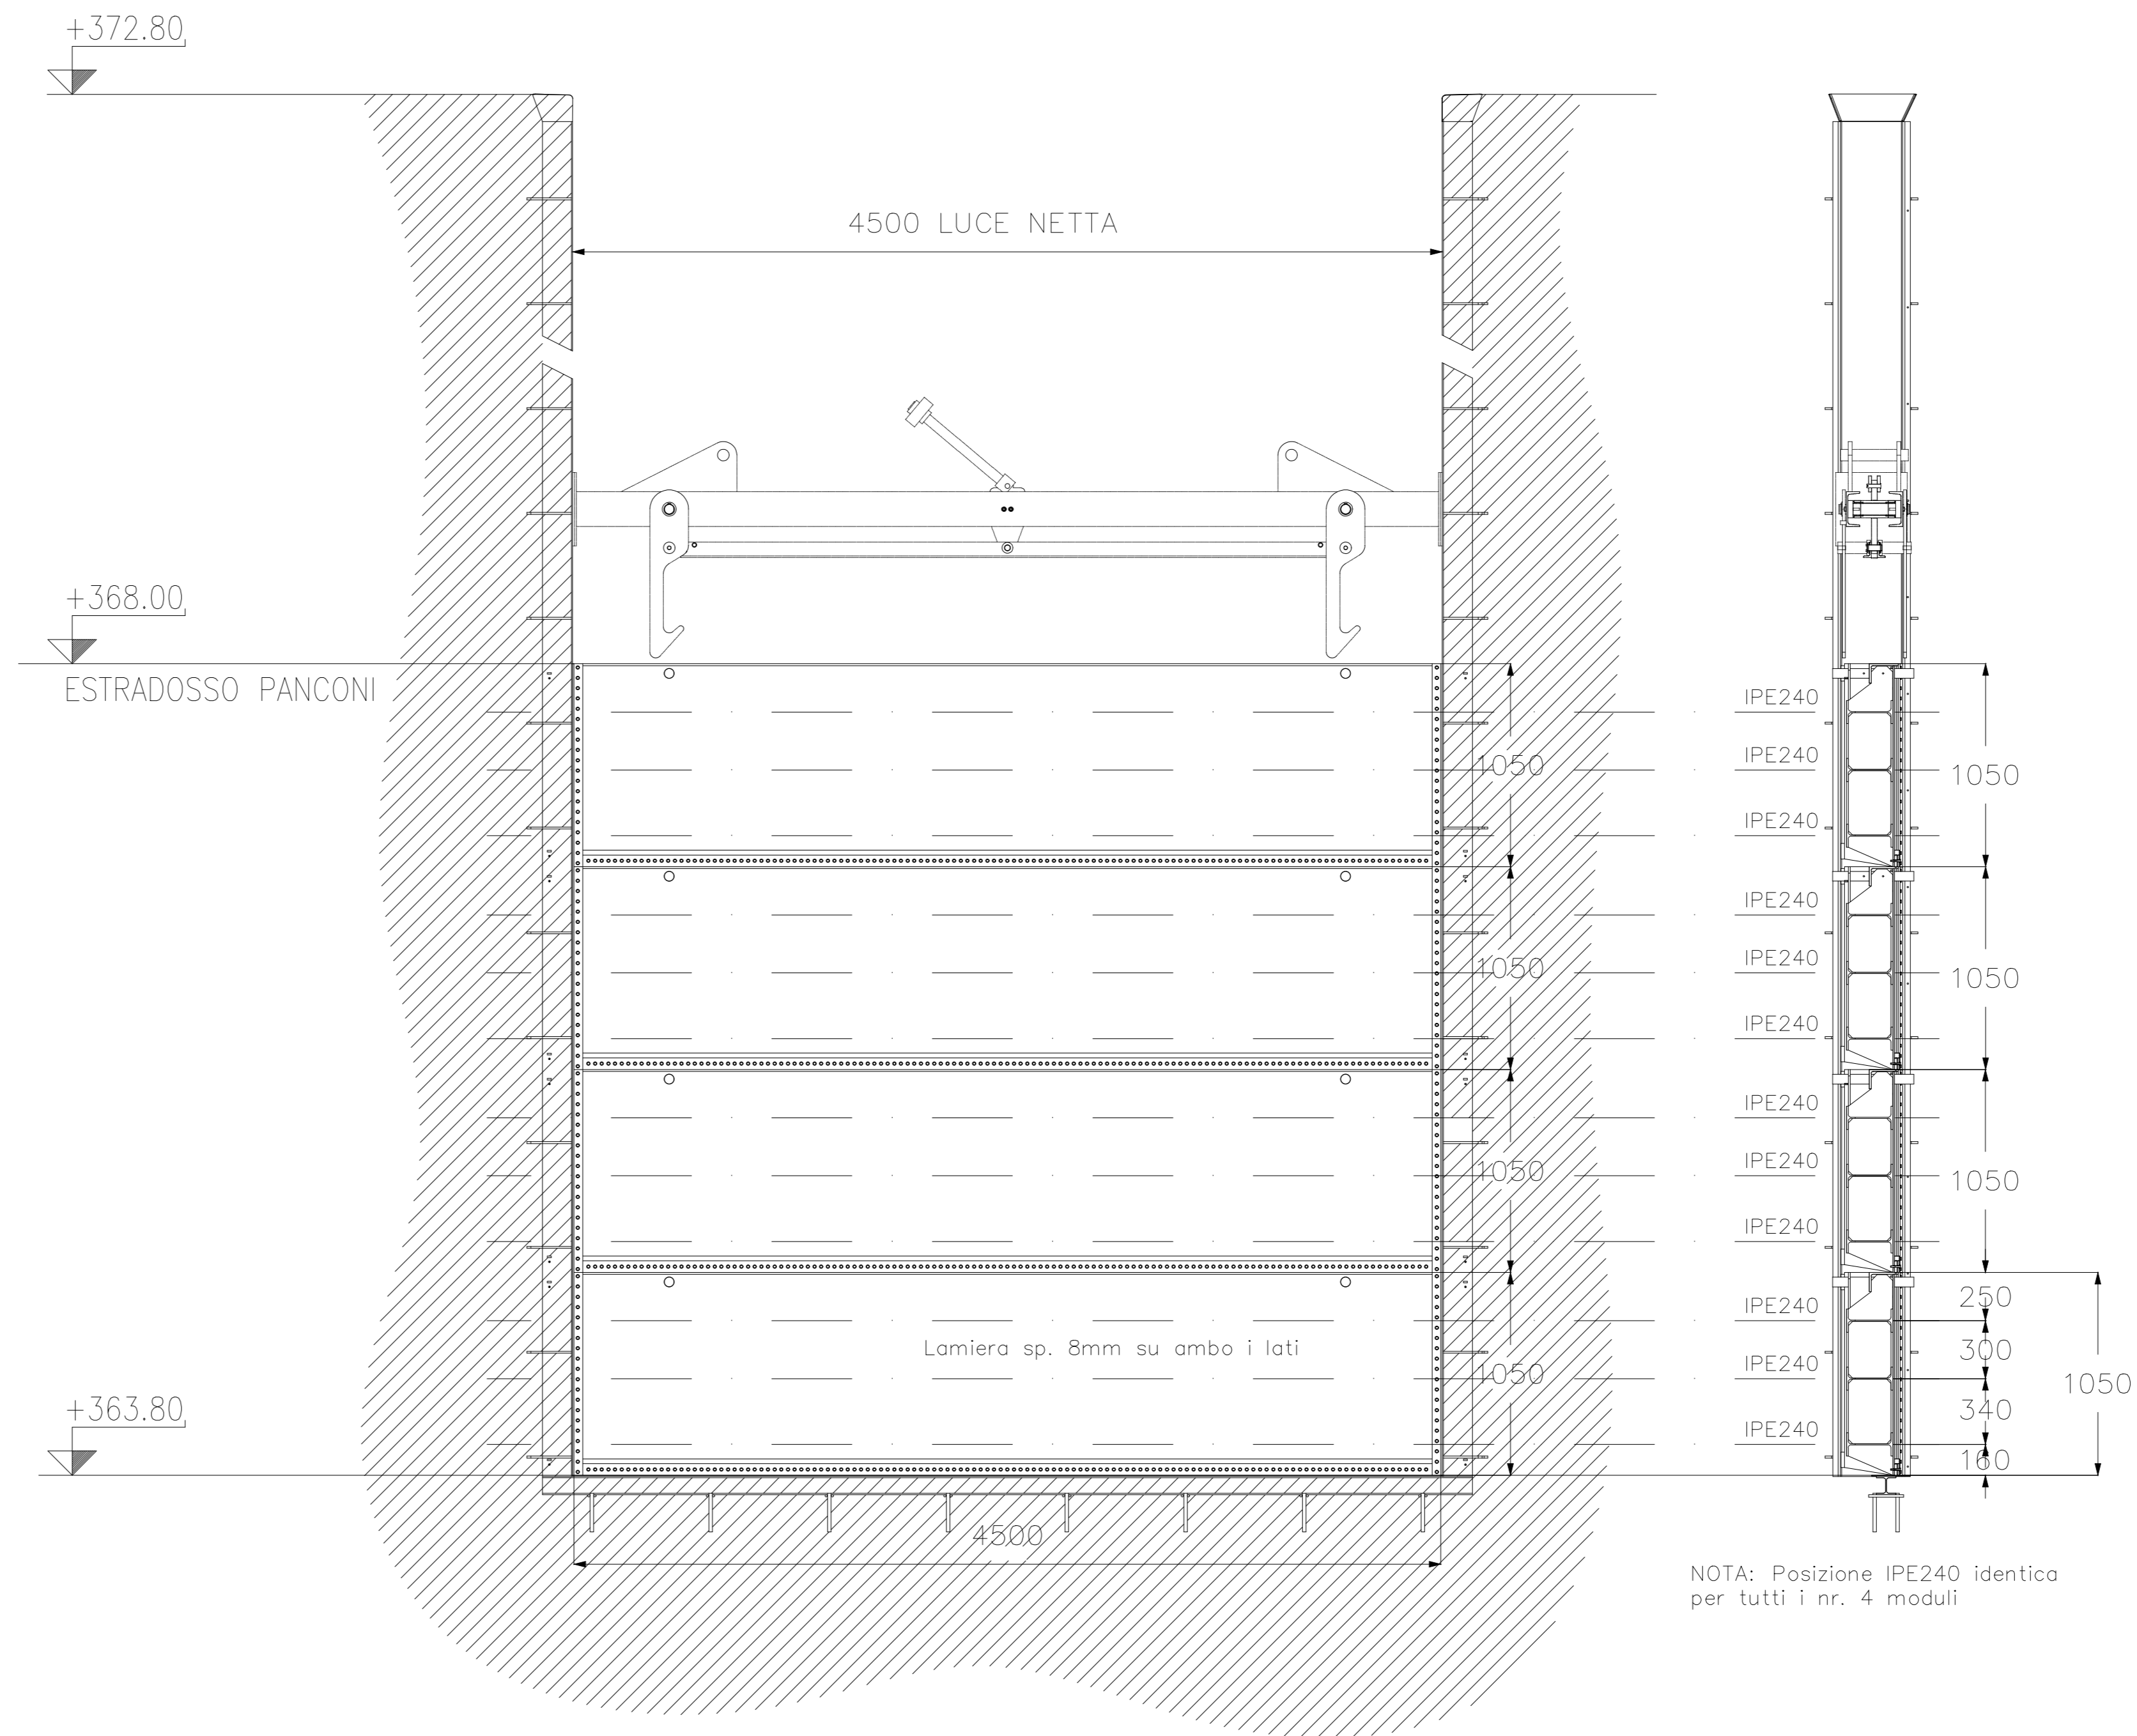 +372.80
4500 LUCE NETTA
+368.00
ESTRADOSSO PANCONI
IPE240
IPE240
1050
1050
IPE240
IPE240
IPE240
1050
1050
IPE240
IPE240
IPE240
1050
1050
IPE240
250
IPE240
Lamiera sp. 8mm su ambo i lati
300
IPE240
1050
1050
340
+363.80
IPE240
160
4500
NOTA: Posizione IPE240 identica
per tutti i nr. 4 moduli